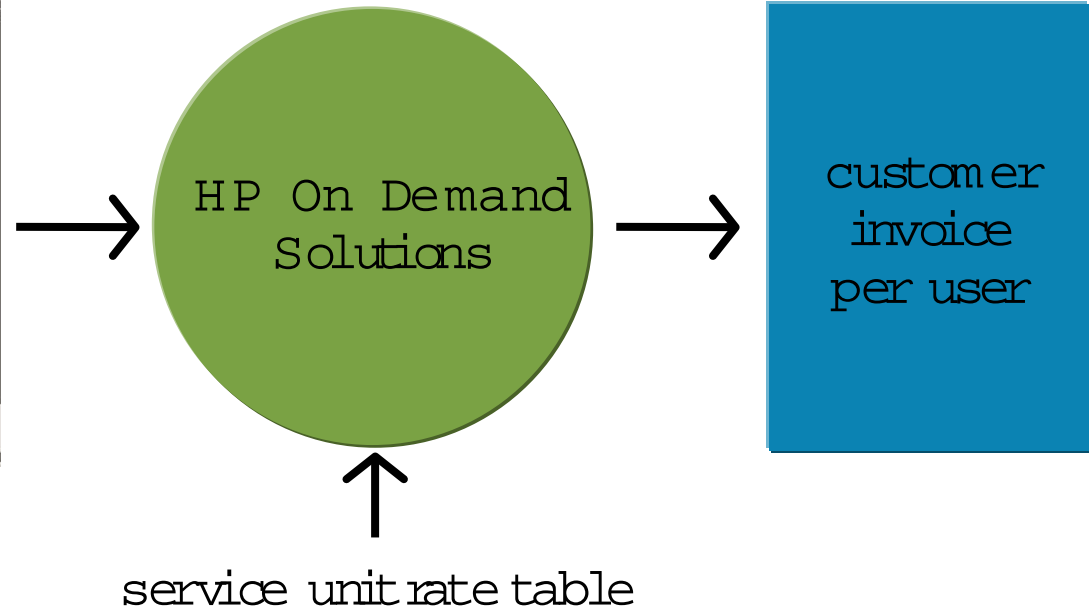 HP On Demand
Solutions
customer
invoice
per user
service unit rate table